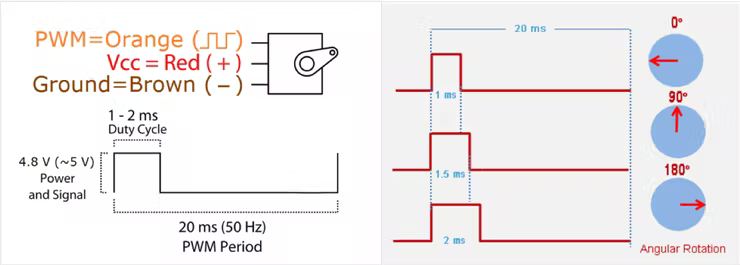 PWM=Orange (⎍⎍)
Vcc = Red ( + )
Ground=Brown ( − )
1 - 2 ms
Duty Cycle
4.8 V (~5 V)
Power
and Signal
20 ms (50 Hz)
PWM Period
20 ms
1 ms
1.5 ms
2 ms
0°
90°
180°
Angular Rotation